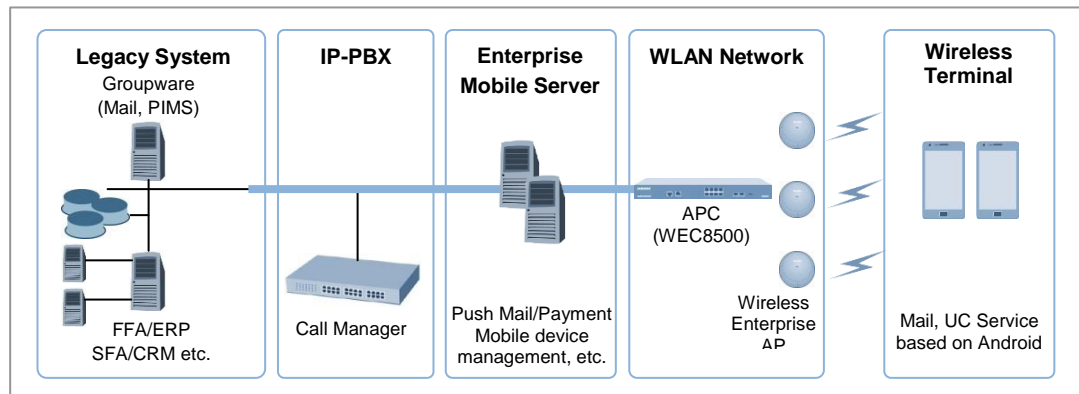 Legacy System
Groupware
(Mail, PIMS)
FFA/ERP
SFA/CRM etc.
IP-PBX
Call Manager
Enterprise
Mobile Server
Push Mail/Payment
Mobile device
management, etc.
WLAN Network
APC
(WEC8500)
Wireless
Enterprise
AP
Wireless
Terminal
Mail, UC Service
based on Android